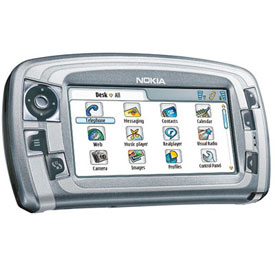 NOKIA
Desk All
Telephone Messaging Contacts Calendar
Web Music player Realplayer Visual Radio
Camera Images Profiles Control Panel